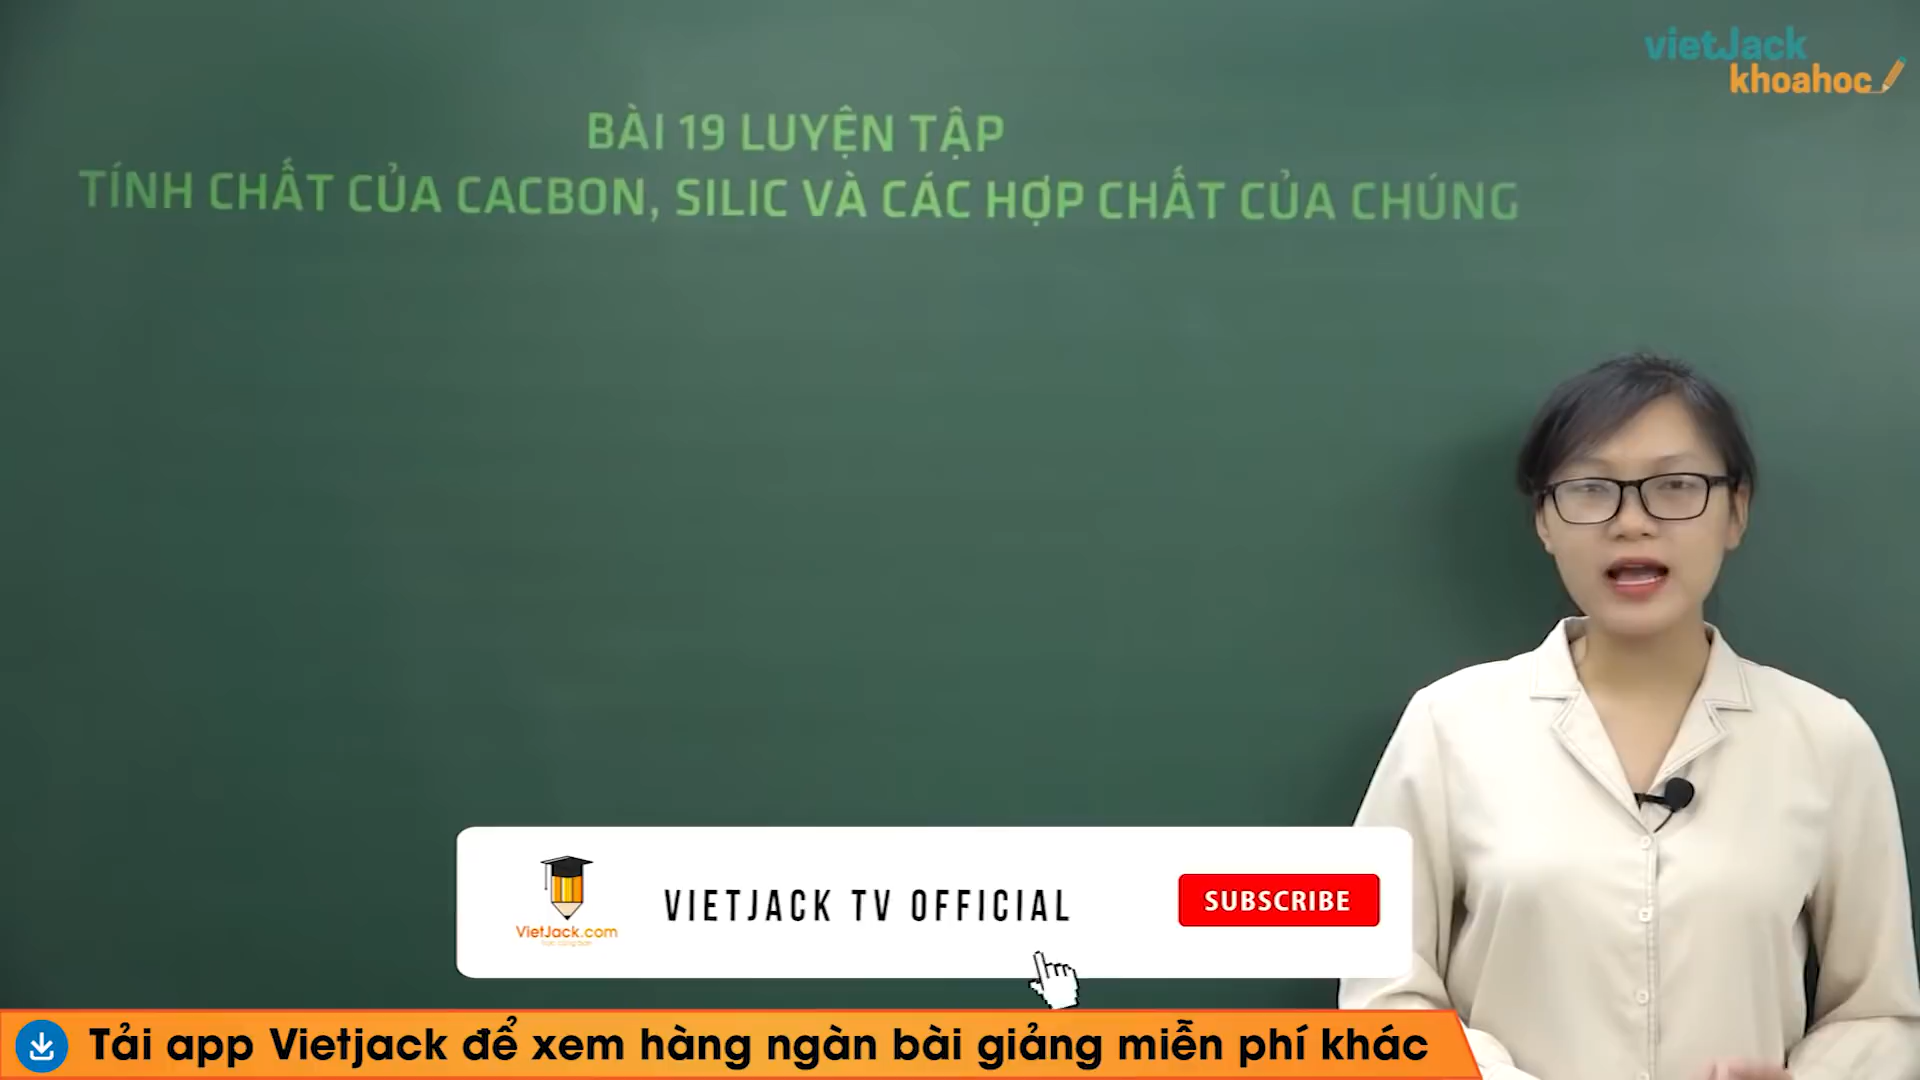 vietJack
khoahoc
BÀI 19 LUYỆN TẬP
TÍNH CHẤT CỦA CACBON, SILIC VÀ CÁC HỢP CHẤT CỦA CHÚNG
VietJack.com
VIETJACK TV OFFICIAL
SUBSCRIBE
Tải app Vietjack để xem hàng ngàn bài giảng miễn phí khác